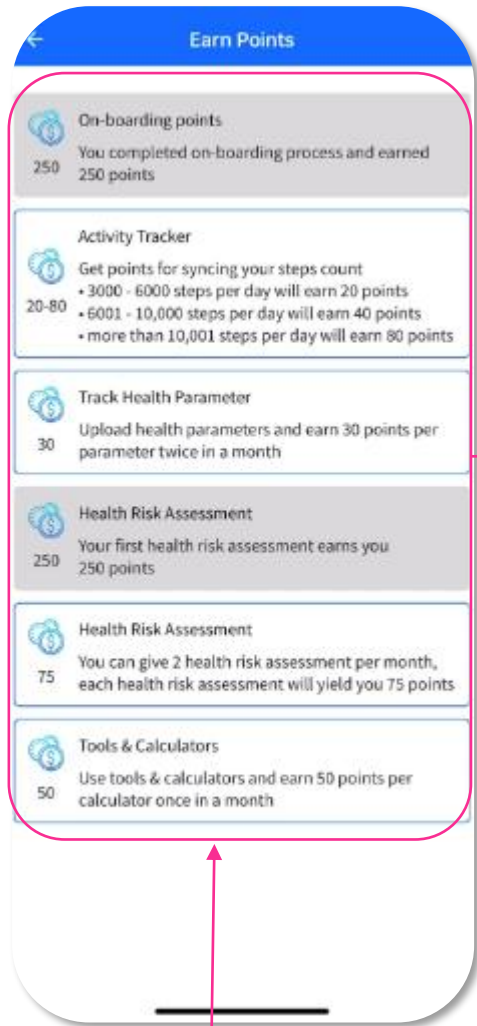 Earn Points
On-boarding points
You completed on-boarding process and earned
250 points
250
Activity Tracker
Get points for syncing your steps count
• 3000 - 6000 steps per day will earn 20 points
• 6001 - 10,000 steps per day will earn 40 points
• more than 10,001 steps per day will earn 80 points
20-80
Track Health Parameter
Upload health parameters and earn 30 points per
parameter twice in a month
30
Health Risk Assessment
Your first health risk assessment earns you
250 points
250
Health Risk Assessment
You can give 2 health risk assessment per month,
each health risk assessment will yield you 75 points
75
Tools & Calculators
Use tools & calculators and earn 50 points per
calculator once in a month
50